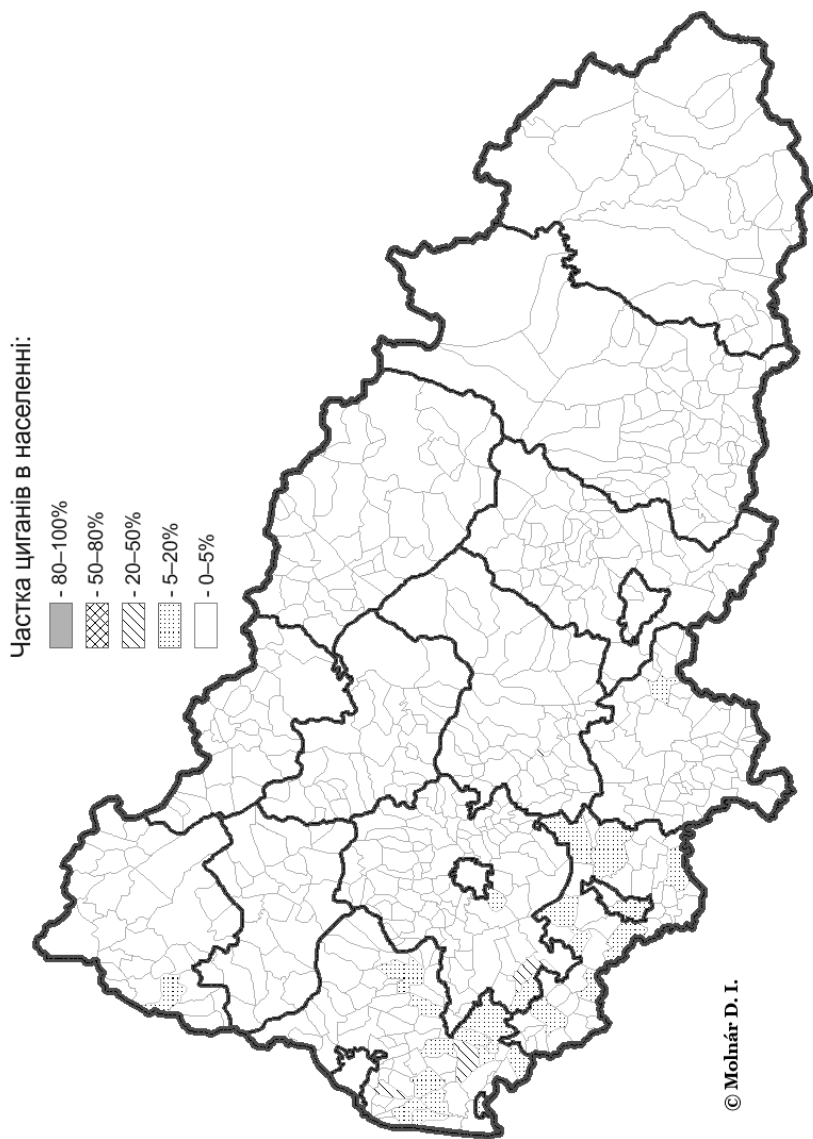 Частка циганів в населенні:
- 80–100%
- 50–80%
- 20–50%
- 5–20%
- 0–5%
© Molnár D. I.